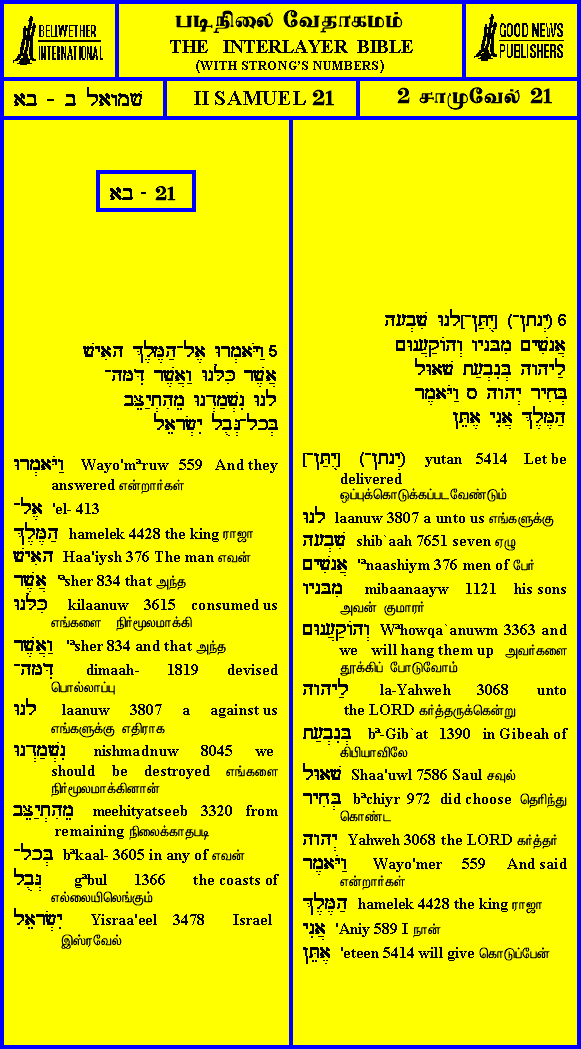 BELIWETHER
INTERNATIONAL
படிநிலை வேதாகமம்
THE INTERLAYER BIBLE
(WITH STRONG'S NUMBERS)
GOOD NEWS
PUBLISHERS
שמואל ב - בא
II SAMUEL 21
2 சாமுவேல் 21
בא - 21
5 וַיֹּאמְרוּ אֶל־הַמֶּלֶךְ הָאִישׁ
אֲשֶׁר כִּלָּנוּ וַאֲשֶׁר דִּמָּה־
לָנוּ נִשְׁמַדְנוּ מֵהִתְיַצֵּב
בְּכָל־גְּבֻל יִשְׂרָאֵל
וַיֹּאמְרוּ Wayo'mªruw 559 And they
answered என்றார்கள்
אֶל־ 'el- 413
הַמֶּלֶךְ hamelek 4428 the king ராஜா
הָאִישׁ Haa'iysh 376 The man எவன்
אֲשֶׁר 'ªsher 834 that அந்த
כִּלָּנוּ kilaanuw 3615 consumed us
எங்களை நிர்மூலமாக்கி
וַאֲשֶׁר 'ªsher 834 and that அந்த
דִּמָּה־ dimaah- 1819 devised
பொல்லாப்பு
לָנוּ laanuw 3807 a against us
எங்களுக்கு எதிராக
נִשְׁמַדְנוּ nishmadnuw 8045 we
should be destroyed எங்களை
நிர்மூலமாக்கினான்
מֵהִתְיַצֵּב meehityatseeb 3320 from
remaining நிலைக்காதபடி
בְּכָל־ bªkaal- 3605 in any of எவன்
גְּבֻל gªbul 1366 the coasts of
எல்லையிலெங்கும்
יִשְׂרָאֵל Yisraa'eel 3478 Israel
இஸ்ரவேல்
6 (יִנָּתֵן־) [יֻתַּן־]לָנוּ שִׁבְעָה
אֲנָשִׁים מִבָּנָיו וְהוֹקַעֲנוּם
לַיהוָה בְּגִבְעַת שָׁאוּל
בְּחִיר יְהוָה ס וַיֹּאמֶר
הַמֶּלֶךְ אֲנִי אֶתֵּן
(יִנָּתֵן־) [יֻתַּן־] yutan 5414 Let be
delivered
ஒப்புக்கொடுக்கப்படவேண்டும்
לָנוּ laanuw 3807 a unto us எங்களுக்கு
שִׁבְעָה shib`aah 7651 seven ஏழு
אֲנָשִׁים 'ªnaashiym 376 men of பேர்
מִבָּנָיו mibaanaayw 1121 his sons
அவன் குமாரர்
וְהוֹקַעֲנוּם Wªhowqa`anuwm 3363 and
we will hang them up அவர்களை
தூக்கிப் போடுவோம்
לַיהוָה la-Yahweh 3068 unto
the LORD கர்த்தருக்கென்று
בְּגִבְעַת bª-Gib`at 1390 in Gibeah of
கிபியாவிலே
שָׁאוּל Shaa'uwl 7586 Saul சவுல்
בְּחִיר bªchiyr 972 did choose தெரிந்து
கொண்ட
יְהוָה Yahweh 3068 the LORD கர்த்தர்
וַיֹּאמֶר Wayo'mer 559 And said
என்றார்கள்
הַמֶּלֶךְ hamelek 4428 the king ராஜா
אֲנִי 'Aniy 589 I நான்
אֶתֵּן 'eteen 5414 will give கொடுப்பேன்